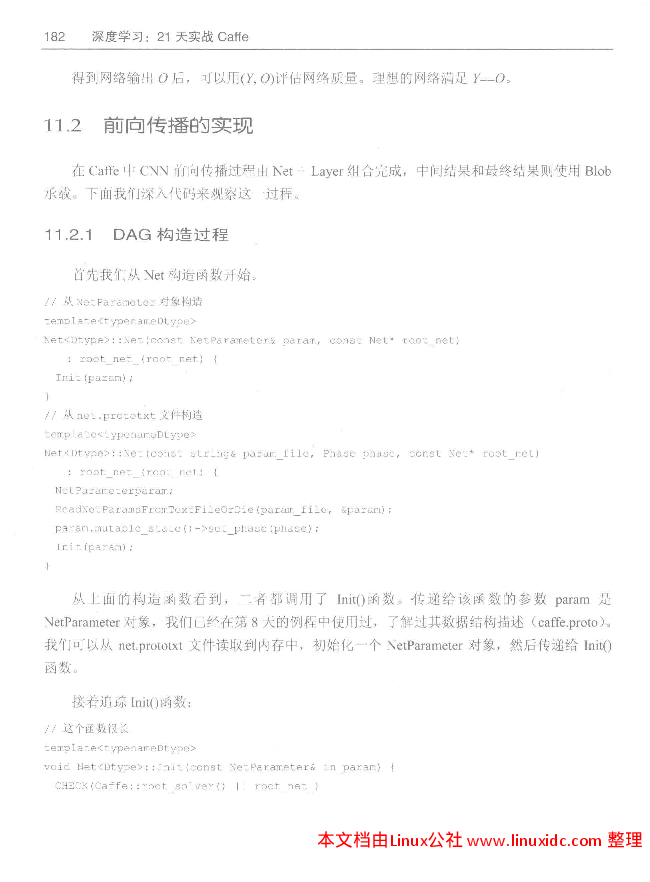 182 深度学习：21 天实战 Caffe
得到网络输出 O 后，可以用(Y, O)评估网络质量。理想的网络满足 Y==O。
11.2 前向传播的实现
在 Caffe 中 CNN 前向传播过程由 Net + Layer 组合完成，中间结果和最终结果则使用 Blob
承载。下面我们深入代码来观察这一过程。
11.2.1 DAG 构造过程
首先我们从 Net 构造函数开始。
// 从 NetParameter 对象构造
template<typenameDtype>
Net<Dtype>::Net(const NetParameter& param, const Net* root_net)
: root_net_(root_net) {
Init(param);
}
// 从 net.prototxt 文件构造
template<typenameDtype>
Net<Dtype>::Net(const string& param_file, Phase phase, const Net* root_net)
: root_net_(root_net) {
NetParameterparam;
ReadNetParamsFromTextFileOrDie(param_file, &param);
param.mutable_state()->set_phase(phase);
Init(param);
}
从上面的构造函数看到，二者都调用了 Init()函数。传递给该函数的参数 param 是
NetParameter 对象，我们已经在第 8 天的例程中使用过，了解过其数据结构描述（caffe.proto）。
我们可以从 net.prototxt 文件读取到内存中，初始化一个 NetParameter 对象，然后传递给 Init()
函数。
接着追踪 Init()函数：
// 这个函数很长
template<typenameDtype>
void Net<Dtype>::Init(const NetParameter& in_param) {
CHECK(Caffe::root_solver() || root_net_)
本文档由Linux公社 www.linuxidc.com 整理